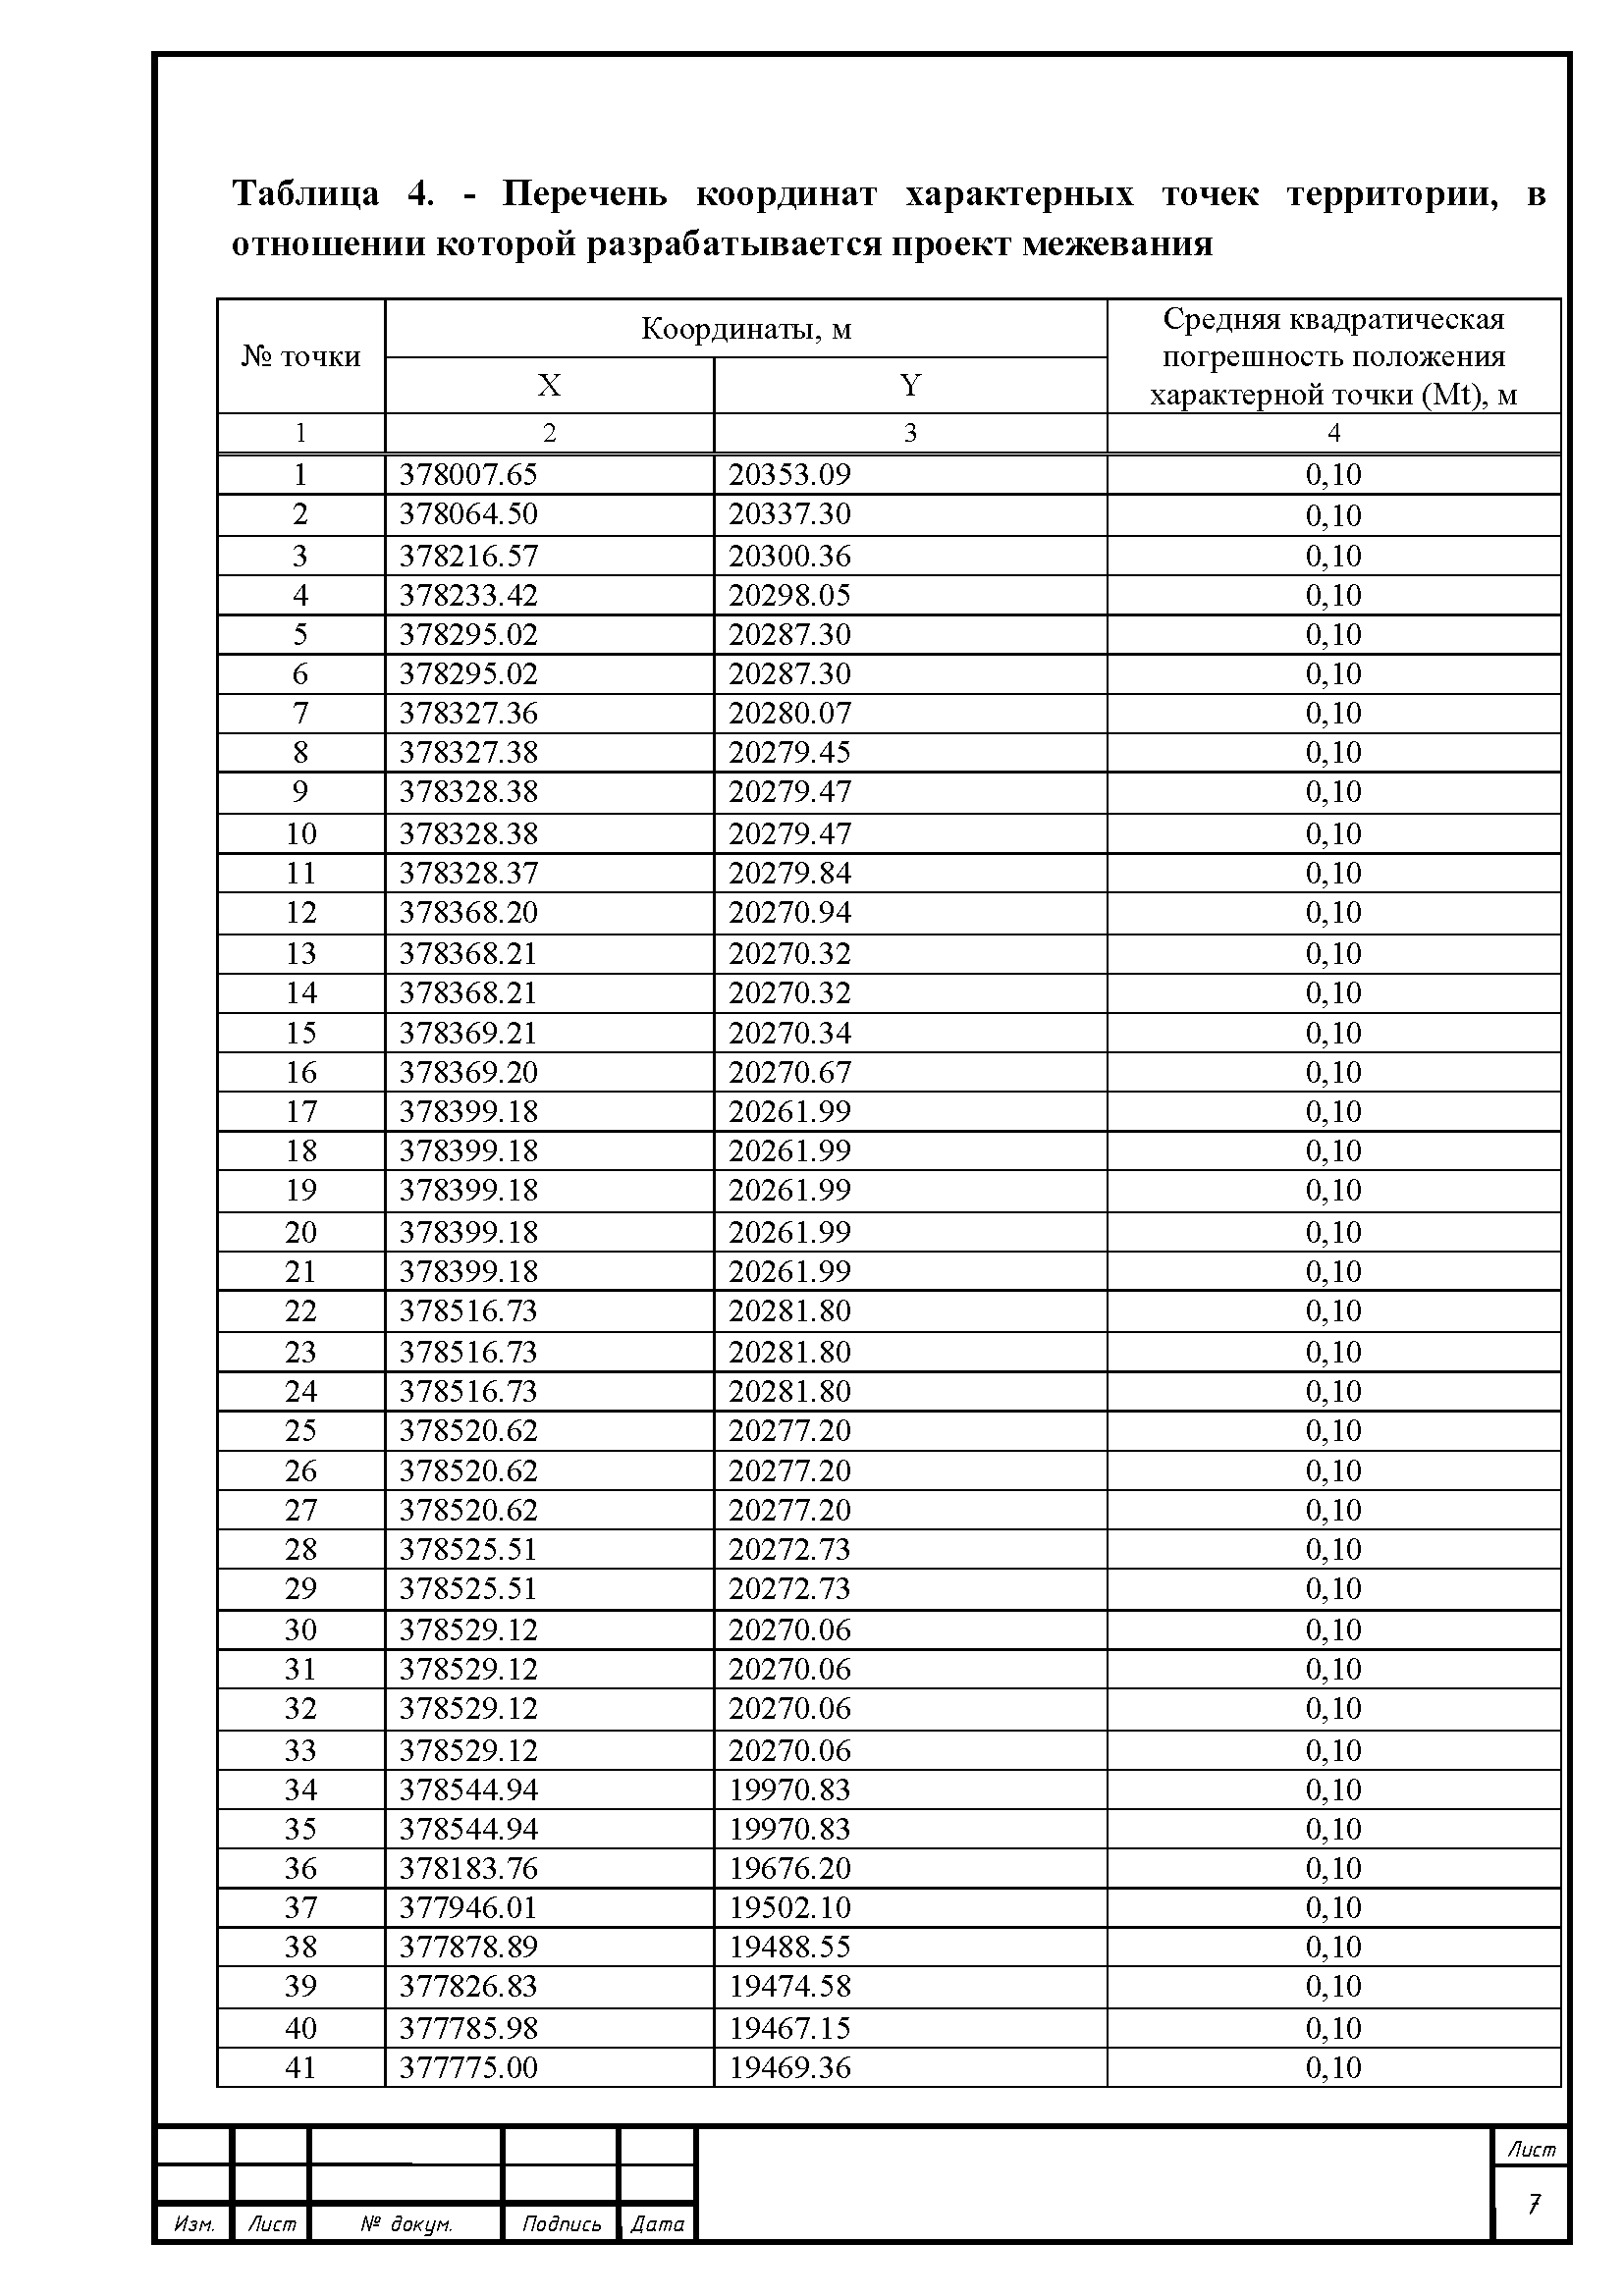 Таблица 4. - Перечень координат характерных точек территории, в
отношении которой разрабатывается проект межевания
№ точки Координаты, м Средняя квадратическая
погрешность положения
характерной точки (Mt), м
X Y
1 2 3 4
1 378007.65 20353.09 0,10
2 378064.50 20337.30 0,10
3 378216.57 20300.36 0,10
4 378233.42 20298.05 0,10
5 378295.02 20287.30 0,10
6 378295.02 20287.30 0,10
7 378327.36 20280.07 0,10
8 378327.38 20279.45 0,10
9 378328.38 20279.47 0,10
10 378328.38 20279.47 0,10
11 378328.37 20279.84 0,10
12 378368.20 20270.94 0,10
13 378368.21 20270.32 0,10
14 378368.21 20270.32 0,10
15 378369.21 20270.34 0,10
16 378369.20 20270.67 0,10
17 378399.18 20261.99 0,10
18 378399.18 20261.99 0,10
19 378399.18 20261.99 0,10
20 378399.18 20261.99 0,10
21 378399.18 20261.99 0,10
22 378516.73 20281.80 0,10
23 378516.73 20281.80 0,10
24 378516.73 20281.80 0,10
25 378520.62 20277.20 0,10
26 378520.62 20277.20 0,10
27 378520.62 20277.20 0,10
28 378525.51 20272.73 0,10
29 378525.51 20272.73 0,10
30 378529.12 20270.06 0,10
31 378529.12 20270.06 0,10
32 378529.12 20270.06 0,10
33 378529.12 20270.06 0,10
34 378544.94 19970.83 0,10
35 378544.94 19970.83 0,10
36 378183.76 19676.20 0,10
37 377946.01 19502.10 0,10
38 377878.89 19488.55 0,10
39 377826.83 19474.58 0,10
40 377785.98 19467.15 0,10
41 377775.00 19469.36 0,10
Лист
7
Изм. Лист № докум. Подпись Дата